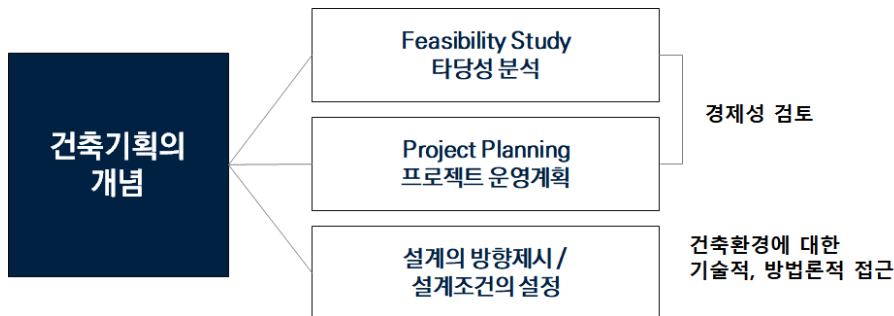 건축기획의
개념
Feasibility Study
타당성 분석
Project Planning
프로젝트 운영계획
설계의 방향제시 /
설계조건의 설정
경제성 검토
건축환경에 대한
기술적, 방법론적 접근